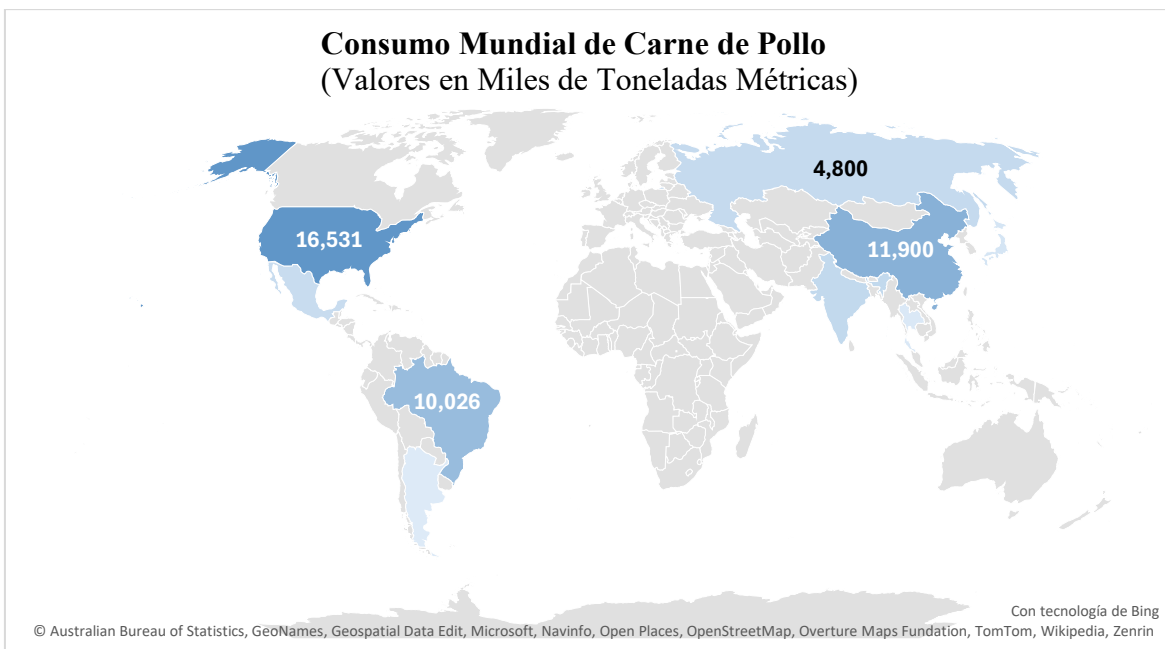 Consumo Mundial de Carne de Pollo
(Valores en Miles de Toneladas Métricas)
4,800
16,531
11,900
10,026
Con tecnología de Bing
© Australian Bureau of Statistics, GeoNames, Geospatial Data Edit, Microsoft, Navinfo, Open Places, OpenStreetMap, Overture Maps Fundation, TomTom, Wikipedia, Zenrin